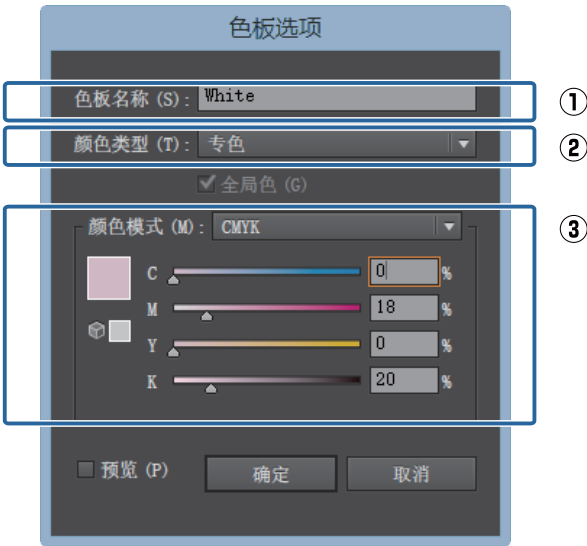 色板选项
色板名称 (S): White ①
颜色类型 (T): 专色 ②
全局色 (G)
颜色模式 (M): CMYK ③
C 0 %
M 18 %
Y 0 %
K 20 %
预览 (P) 确定 取消